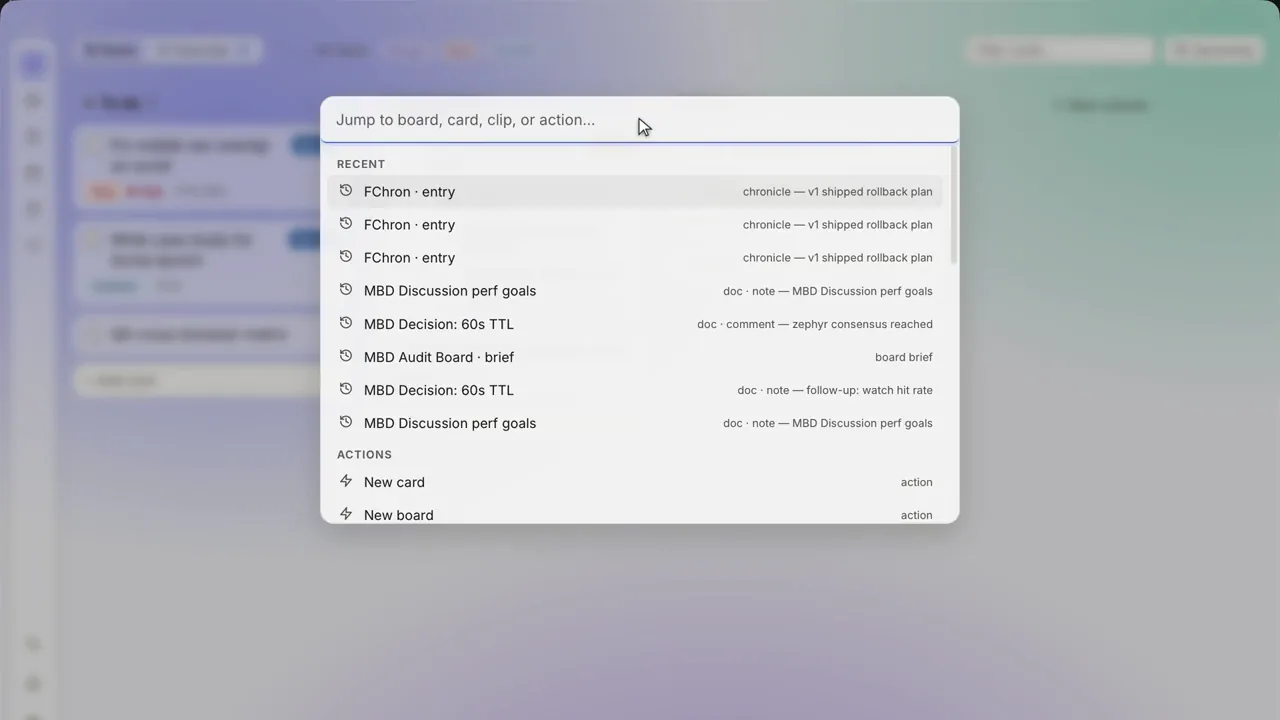 Jump to board, card, clip, or action...
RECENT
FChron · entry chronicle — v1 shipped rollback plan
FChron · entry chronicle — v1 shipped rollback plan
FChron · entry chronicle — v1 shipped rollback plan
MBD Discussion perf goals doc · note — MBD Discussion perf goals
MBD Decision: 60s TTL doc · comment — zephyr consensus reached
MBD Audit Board · brief board brief
MBD Decision: 60s TTL doc · note — follow-up: watch hit rate
MBD Discussion perf goals doc · note — MBD Discussion perf goals
ACTIONS
New card action
New board action